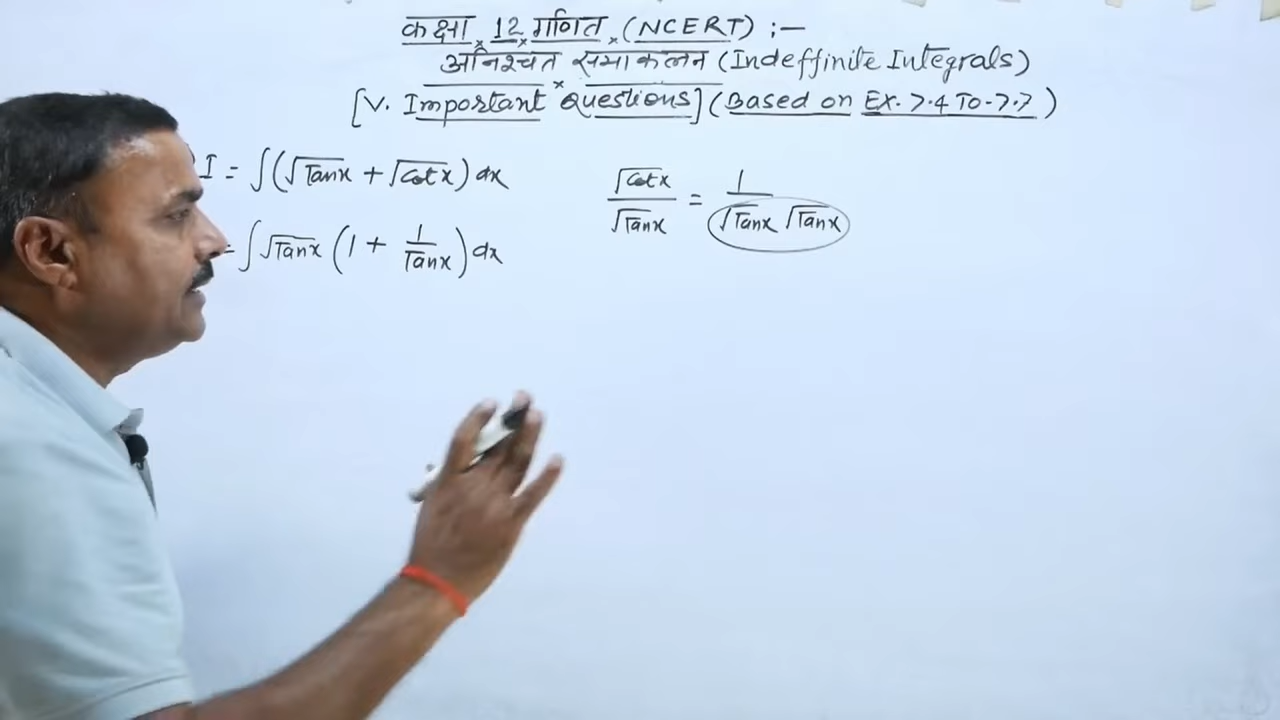 कक्षा 12 गणित (NCERT) :-
अनिश्चत समाकलन (Indeffinite Integrals)
[V. Important Questions] (Based on EX. 7.4 To-7.7)
I = ∫(√Tanx + √Cotx) dx
= ∫√Tanx (1 + 1/Tanx) dx
√Cotx/√Tanx = 1/(√Tanx √Tanx)